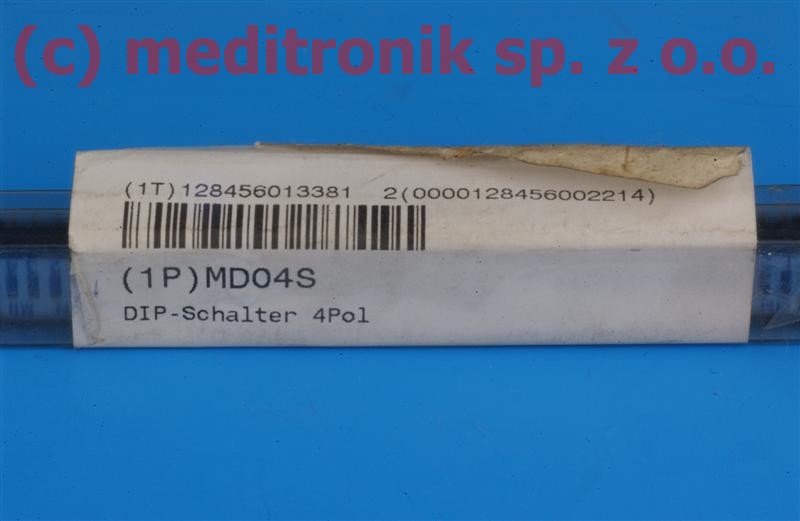 (c) meditronik sp. z o.o.
(1T)128456013381 2(0000128456002214)
(1P)MD04S
DIP-Schalter 4Pol